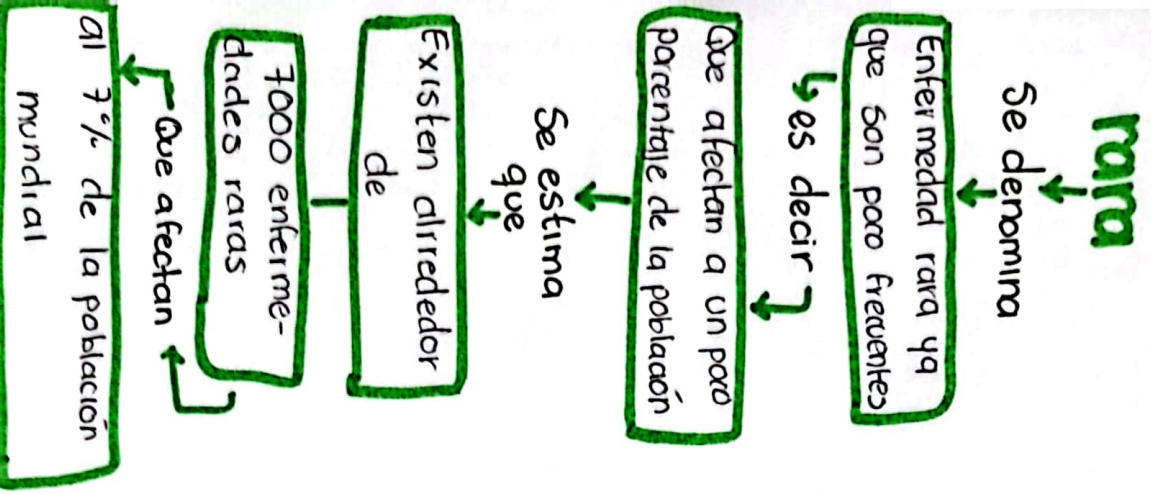 rara
Se denomina
Enfermedad rara ya
que son poco frecuentes
es decir
Que afectan a un poco
porcentaje de la población
Se estima
que
Existen alrrededor
de
7000 enferme-
dades raras
Que afectan
al 7% de la población
mundial